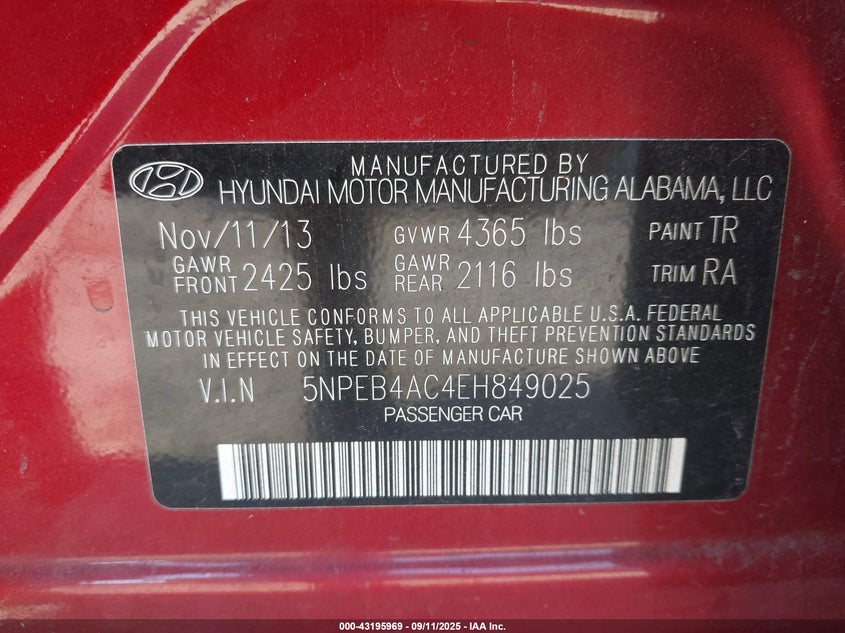 MANUFACTURED BY
HYUNDAI MOTOR MANUFACTURING ALABAMA, LLC
Nov/11/13 GVWR 4365 lbs PAINT TR
GAWR FRONT 2425 lbs GAWR REAR 2116 lbs TRIM RA
THIS VEHICLE CONFORMS TO ALL APPLICABLE U.S.A. FEDERAL
MOTOR VEHICLE SAFETY, BUMPER, AND THEFT PREVENTION STANDARDS
IN EFFECT ON THE DATE OF MANUFACTURE SHOWN ABOVE
V.I.N 5NPEB4AC4EH849025
PASSENGER CAR
000-43195969 - 09/11/2025 - IAA Inc.